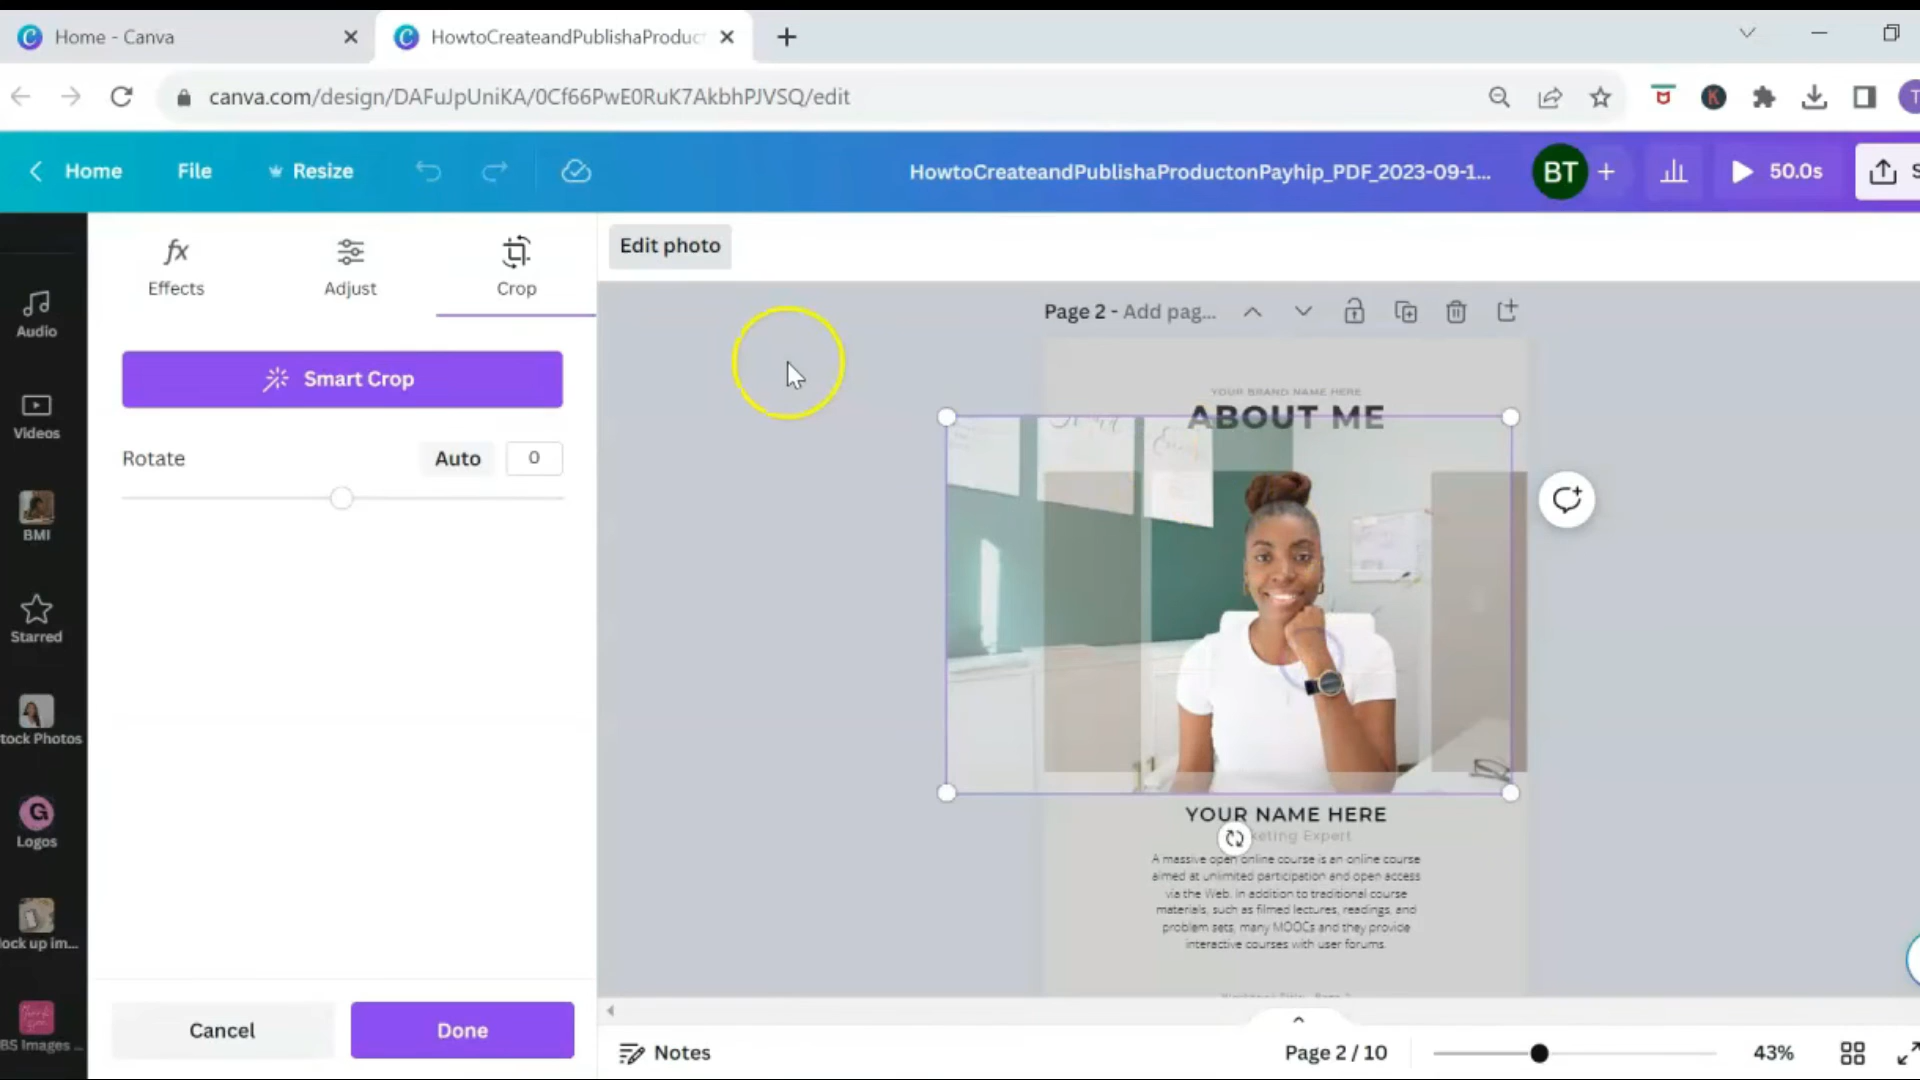 Home - Canva
HowtoCreateandPublishaProduct
canva.com/design/DAFuJpUniKA/0Cf66PwE0RuK7AkbhPJVSQ/edit
T
Home
File
Resize
HowtoCreateandPublishaProductonPayhip_PDF_2023-09-1...
BT
50.0s
S
Effects
Adjust
Crop
Edit photo
Page 2 - Add pag...
Audio
Smart Crop
YOUR BRAND NAME HERE
ABOUT ME
Videos
Rotate
Auto
0
BMI
Starred
tock Photos
G
Logos
YOUR NAME HERE
keting Expert
A massive open online course is an online course
aimed at unlimited participation and open access
via the Web. In addition to traditional course
materials, such as filmed lectures, readings, and
problem sets, many MOOCs and they provide
interactive courses with user forums.
lock up im...
Cancel
Done
BS Images ...
Notes
Page 2 / 10
43%